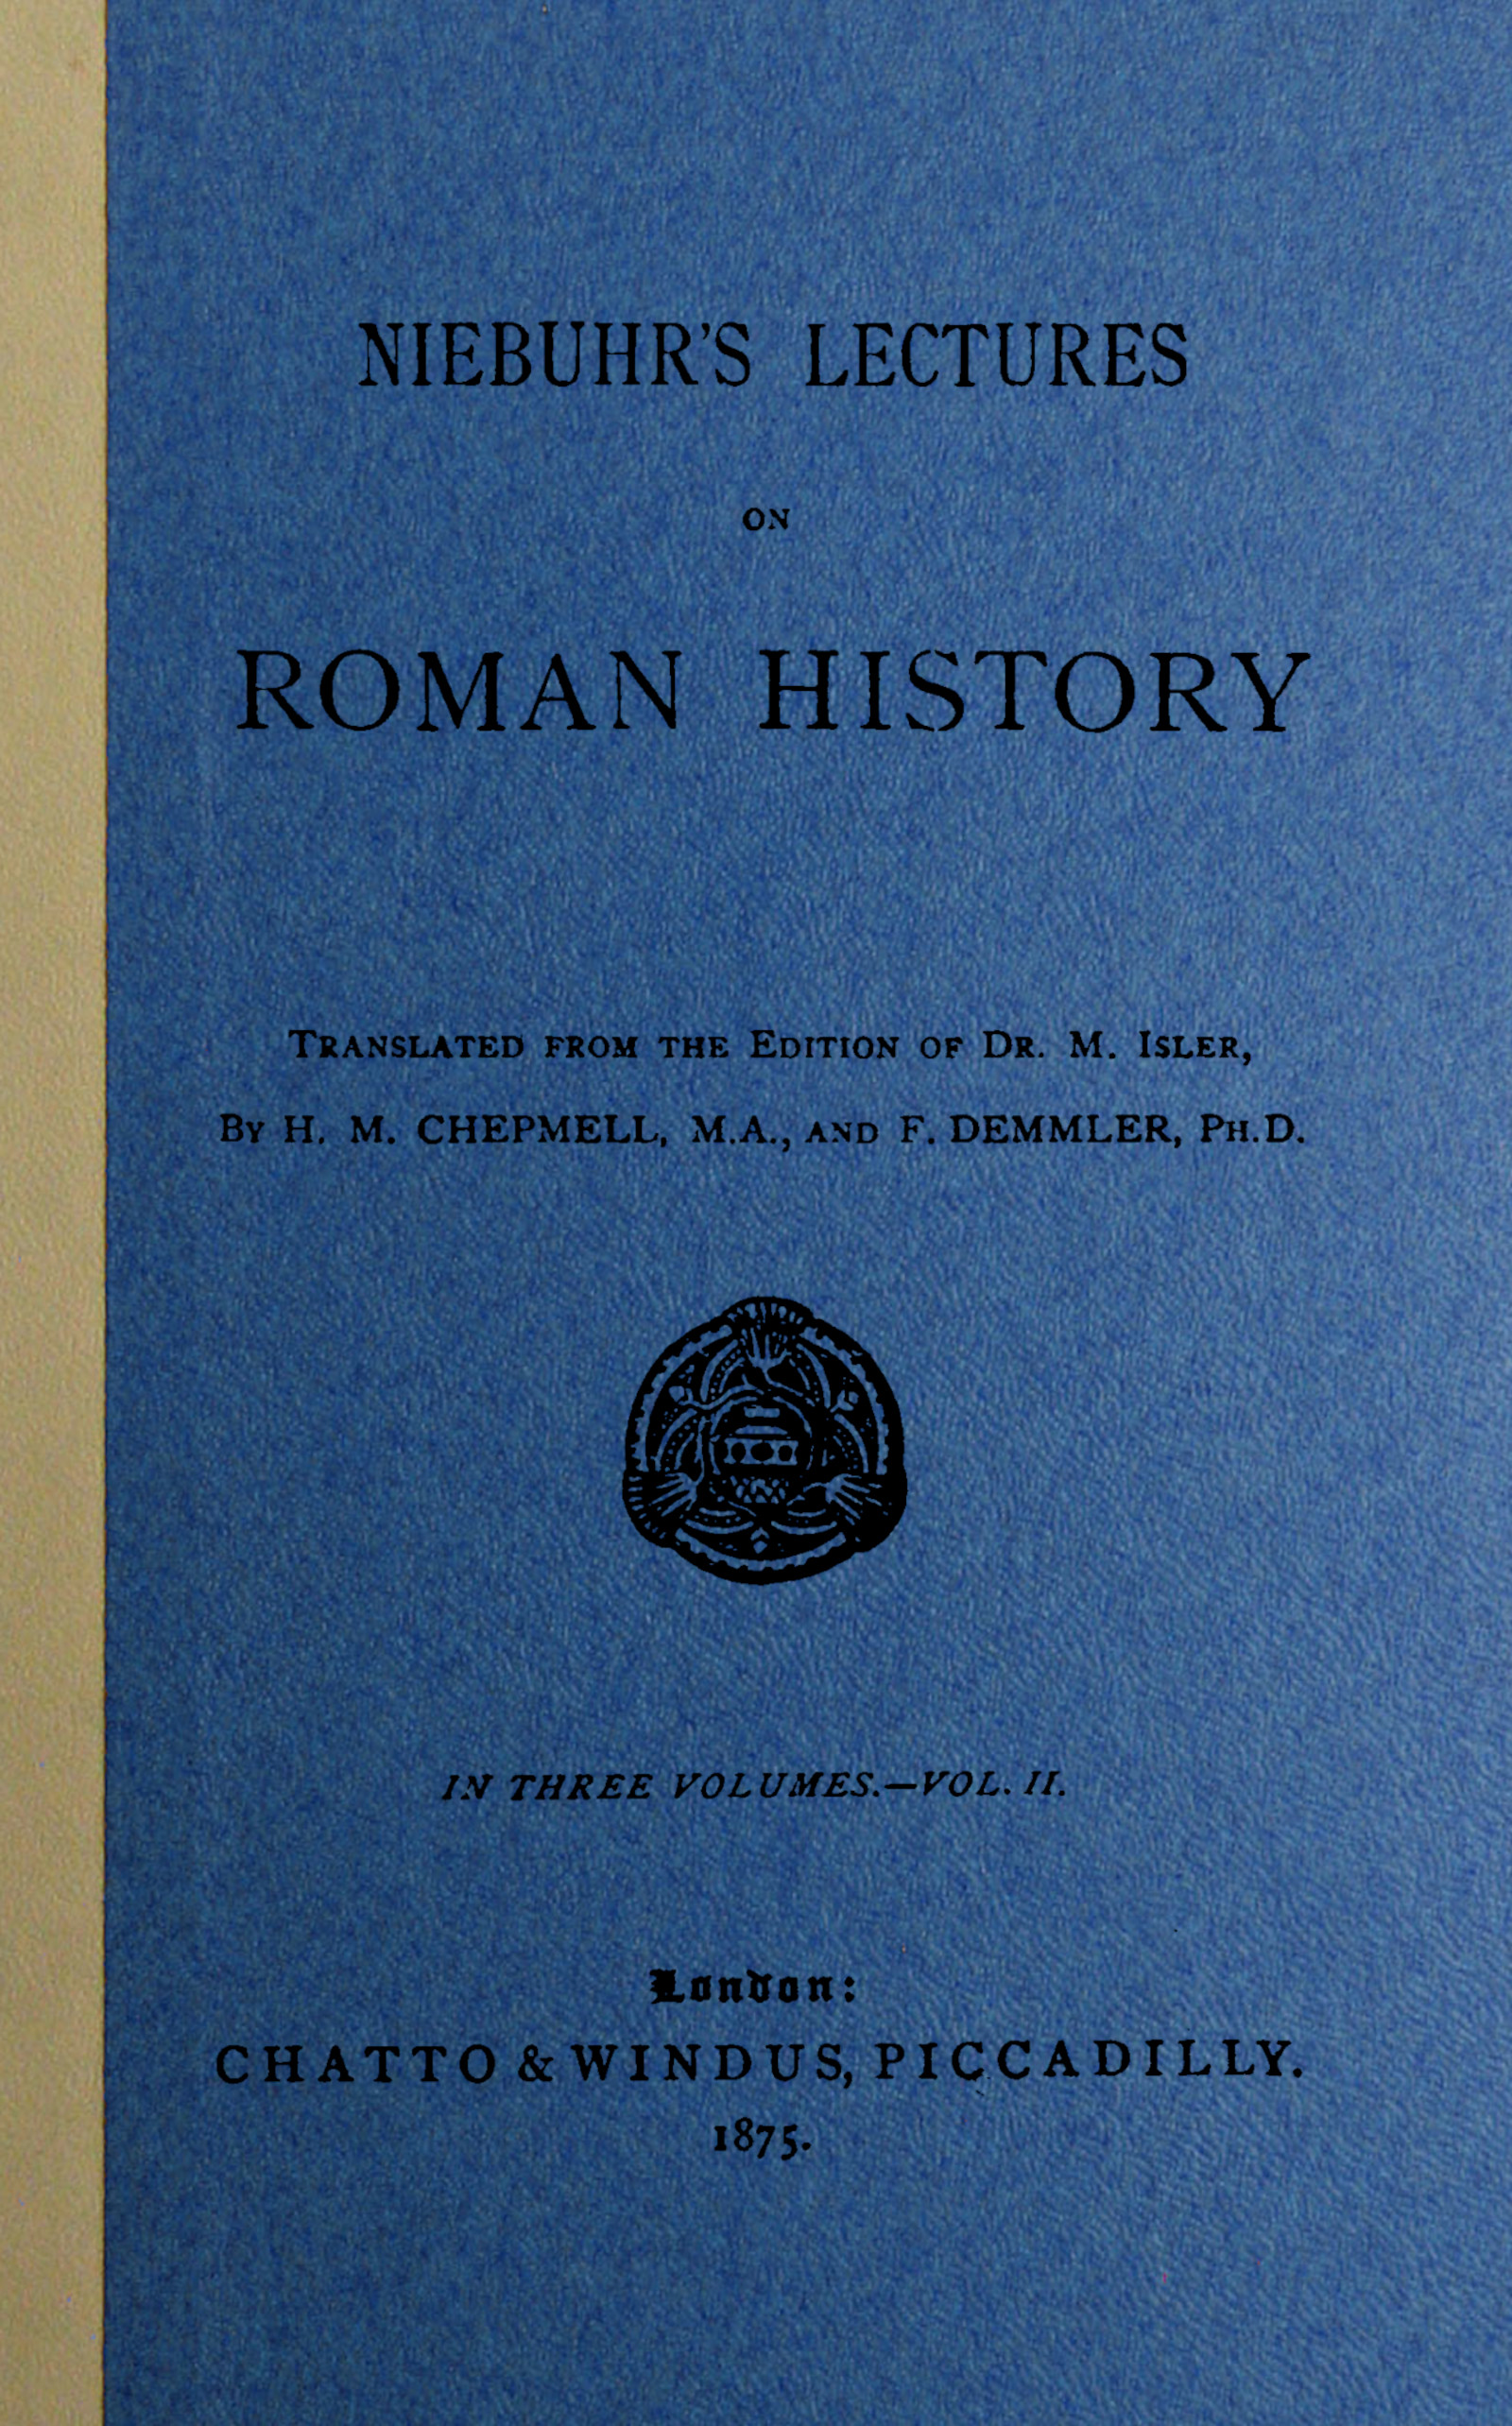 NIEBUHR'S LECTURES
ON
ROMAN HISTORY
TRANSLATED FROM THE EDITION OF DR. M. ISLER,
BY H. M. CHEPMELL, M.A., AND F. DEMMLER, PH.D.
IN THREE VOLUMES.—VOL. II.
London:
CHATTO & WINDUS, PICCADILLY.
1875.